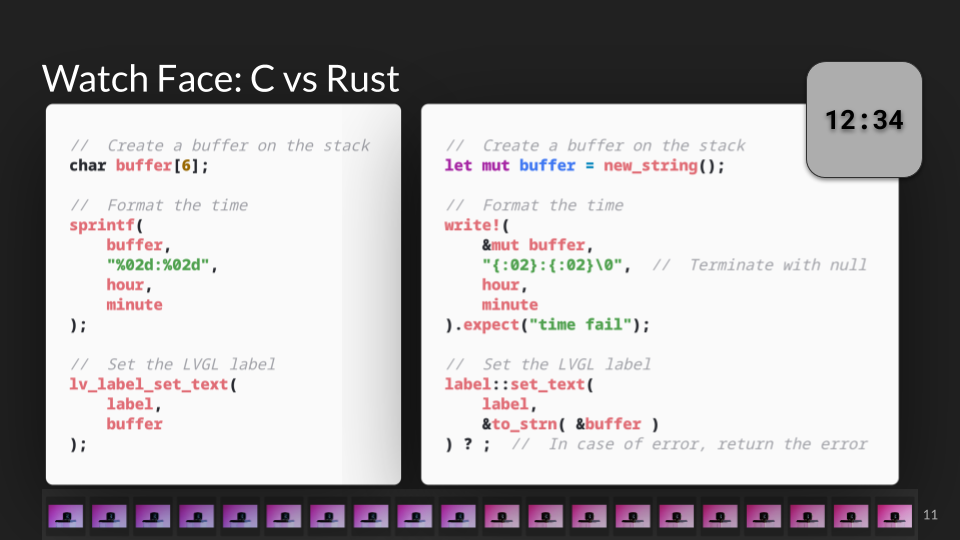 Watch Face: C vs Rust
12:34
//  Create a buffer on the stack
char buffer[6];
//  Format the time
sprintf(
    buffer,
    "%02d:%02d",
    hour,
    minute
);
//  Set the LVGL label
lv_label_set_text(
    label,
    buffer
);
//  Create a buffer on the stack
let mut buffer = new_string();
//  Format the time
write!(
    &mut buffer,
    "{:02}:{:02}\0",  //  Terminate with null
    hour,
    minute
).expect("time fail");
//  Set the LVGL label
label::set_text(
    label,
    &to_strn( &buffer )
) ? ;  //  In case of error, return the error
11